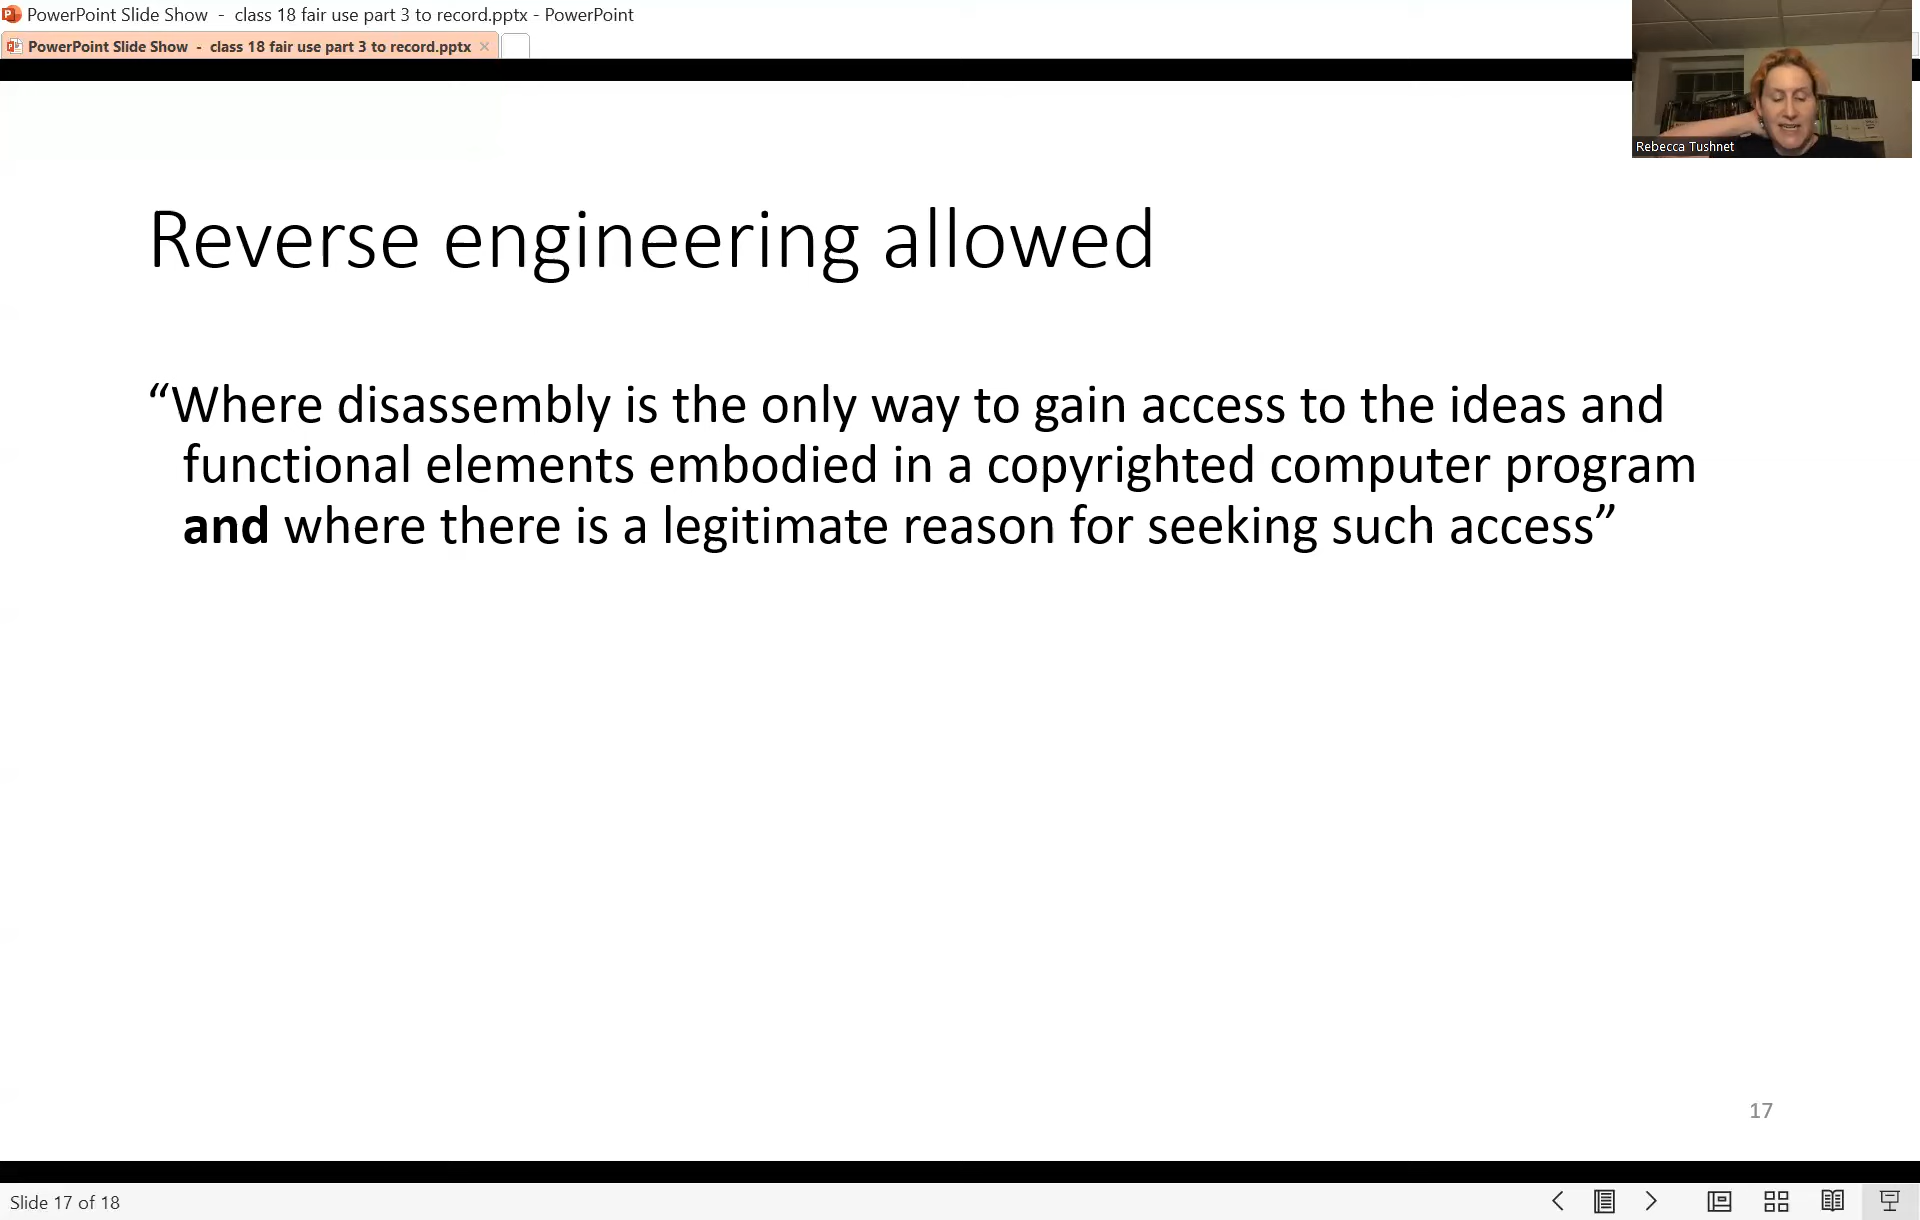 PowerPoint Slide Show - class 18 fair use part 3 to record.pptx - PowerPoint
PowerPoint Slide Show - class 18 fair use part 3 to record.pptx
Rebecca Tushnet
Reverse engineering allowed
“Where disassembly is the only way to gain access to the ideas and
functional elements embodied in a copyrighted computer program
and where there is a legitimate reason for seeking such access”
17
Slide 17 of 18